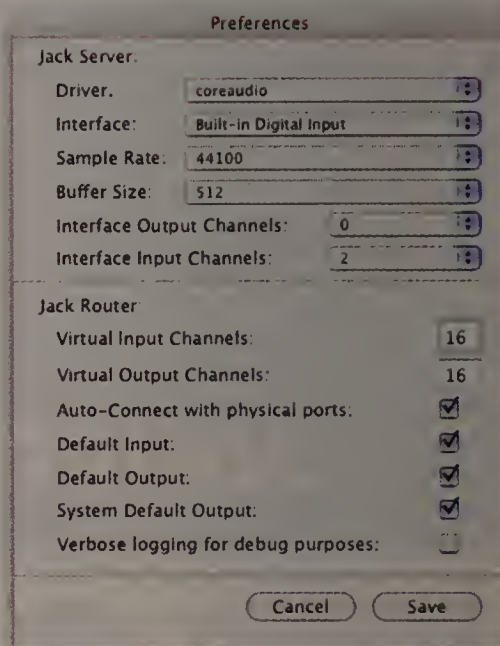 Preferences
Jack Server.
Driver. coreaudio
Interface: Built-in Digital Input
Sample Rate: 44100
Buffer Size: 512
Interface Output Channels: 0
Interface Input Channels: 2
Jack Router
Virtual Input Channels: 16
Virtual Output Channels: 16
Auto-Connect with physical ports:
Default Input:
Default Output:
System Default Output:
Verbose logging for debug purposes:
Cancel Save